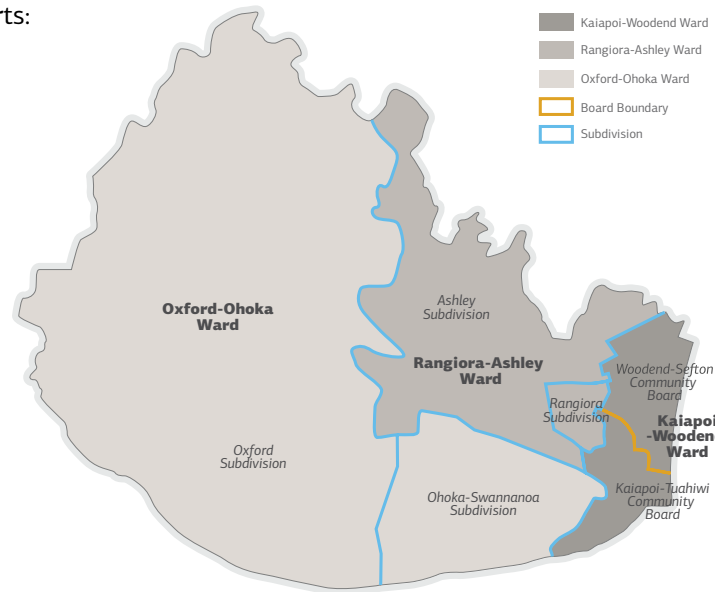 rts:
Kaiapoi-Woodend Ward
Rangiora-Ashley Ward
Oxford-Ohoka Ward
Board Boundary
Subdivision
Oxford-Ohoka
Ward
Ashley
Subdivision
Rangiora-Ashley
Ward
Woodend-Sefton
Community
Board
Rangiora
Subdivision
Kaiapoi
-Wooden
Ward
Oxford
Subdivision
Ohoka-Swannanoa
Subdivision
Kaiapoi-Tuahiwi
Community
Board